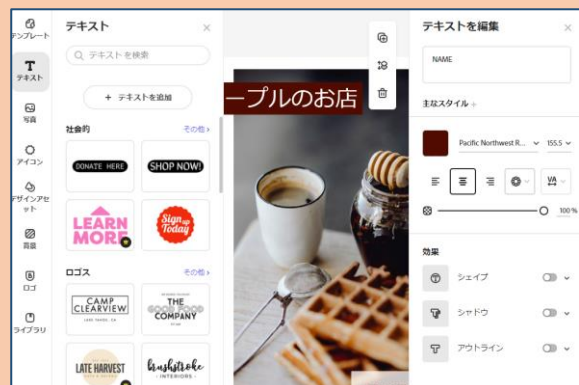 テンプレート
テキスト
写真
アイコン
デザインアセ
ット
背景
ロゴ
ライブラリ
テキスト
テキストを検索
+ テキストを追加
社会的
その他
DONATE HERE
SHOP NOW!
LEARN
MORE
Sign up
Today
ロゴス
その他
CAMP
CLEARVIEW
THE
GOOD FOOD
COMPANY
LATE HARVEST
brushstroke
INTERIORS
ープルのお店
テキストを編集
NAME
主なスタイル
Pacific Northwest R...
155.5
VA
100 %
効果
シェイプ
シャドウ
アウトライン